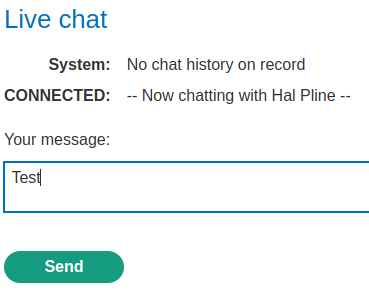 Live chat
System: No chat history on record
CONNECTED: -- Now chatting with Hal Pline --
Your message:
Test
Send